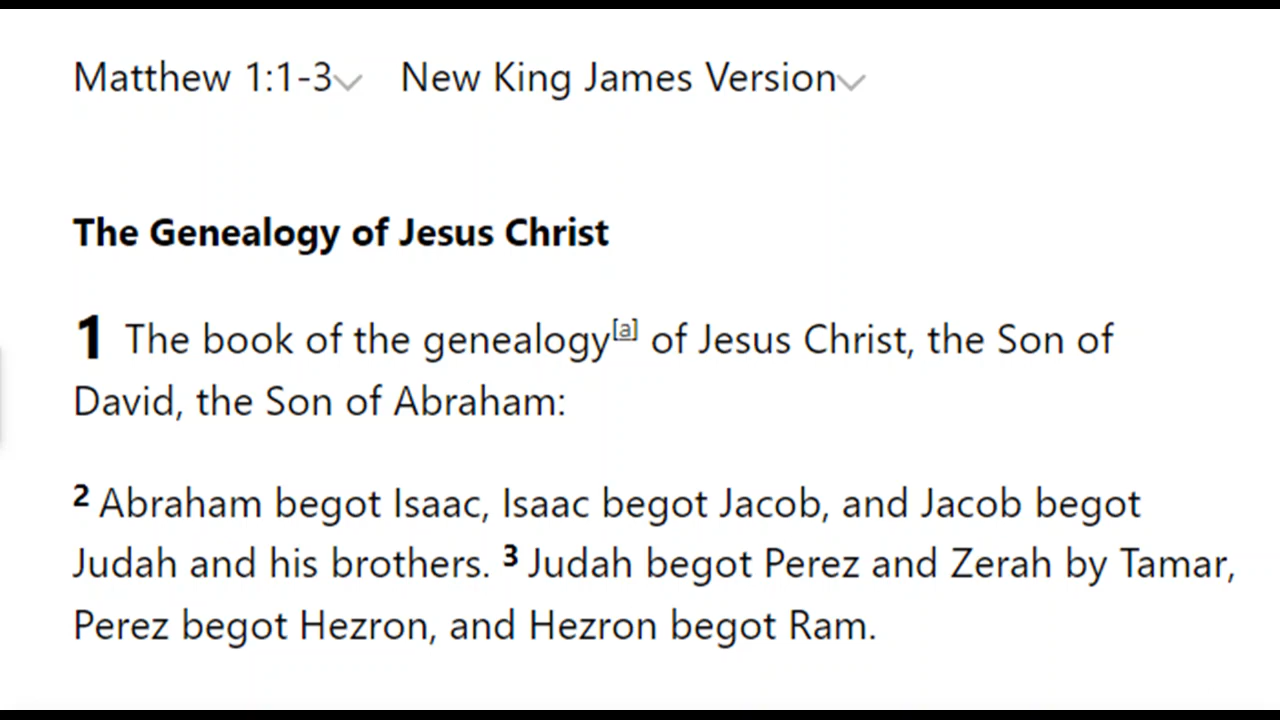 Matthew 1:1-3 New King James Version
The Genealogy of Jesus Christ
1 The book of the genealogy[a] of Jesus Christ, the Son of
David, the Son of Abraham:
2 Abraham begot Isaac, Isaac begot Jacob, and Jacob begot
Judah and his brothers. 3 Judah begot Perez and Zerah by Tamar,
Perez begot Hezron, and Hezron begot Ram.